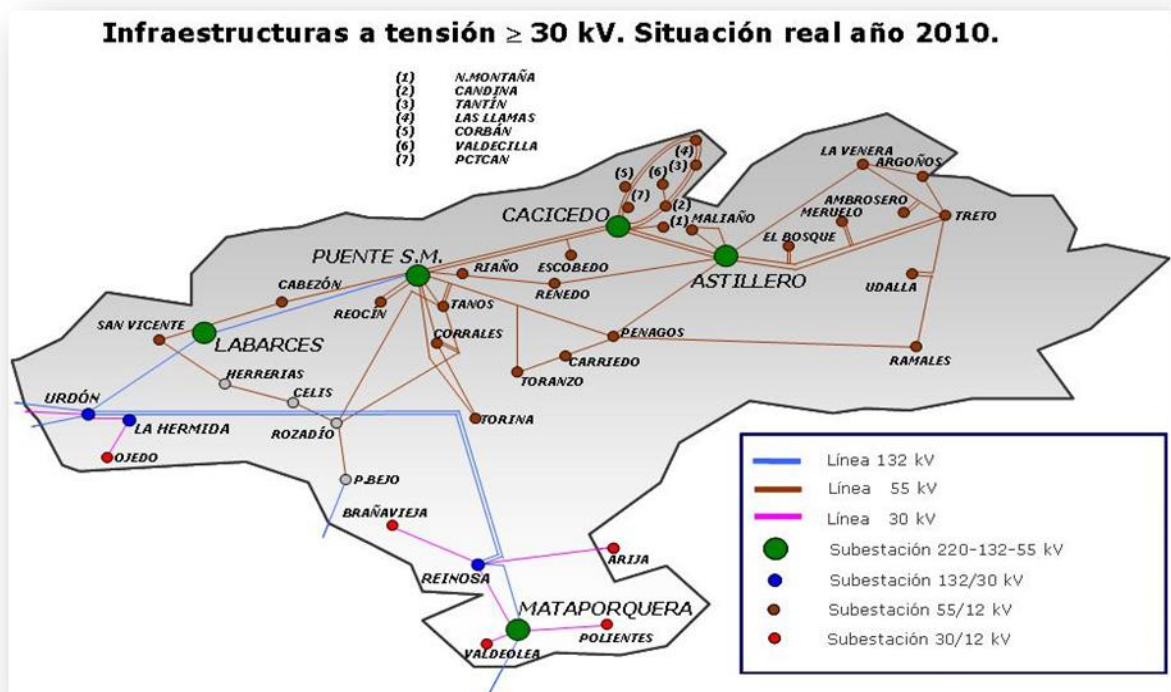 Infraestructuras a tensión ≥ 30 kV. Situación real año 2010.
(1) N.MONTAÑA
(2) CANDINA
(3) TANTÍN
(4) LAS LLAMAS
(5) CORBÁN
(6) VALDECILLA
(7) PCTCAN
LA VENERA
(4)
ARGOÑOS
(3)
(5)
(6)
AMBROSERO
(7)
(2)
MERUELO
CACICEDO
(1)
MALIAÑO
TRETO
EL BOSQUE
PUENTE S.M.
RIAÑO
ESCOBEDO
ASTILLERO
CABEZÓN
RENEDO
UDALLA
REOCÍN
TANOS
SAN VICENTE
CORRALES
PENAGOS
LABARCES
CARRIEDO
RAMALES
HERRERIAS
TORANZO
CELIS
URDÓN
TORINA
LA HERMIDA
ROZADÍO
OJEDO
P.BEJO
BRAÑAVIEJA
ARIJA
REINOSA
MATAPORQUERA
POLIENTES
VALDEOLEA
Línea 132 kV
Línea 55 kV
Línea 30 kV
Subestación 220-132-55 kV
Subestación 132/30 kV
Subestación 55/12 kV
Subestación 30/12 kV